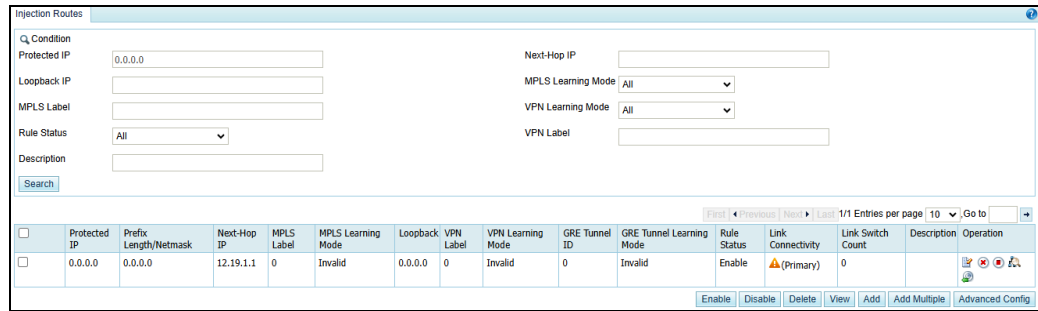 Injection Routes
Condition
Protected IP 0.0.0.0 Next-Hop IP
Loopback IP MPLS Learning Mode All
MPLS Label VPN Learning Mode All
Rule Status All VPN Label
Description
Search
First Previous Next Last 1/1 Entries per page 10 .Go to
Protected IP Prefix Length/Netmask Next-Hop IP MPLS Label MPLS Learning Mode Loopback VPN Label VPN Learning Mode GRE Tunnel ID GRE Tunnel Learning Mode Rule Status Link Connectivity Link Switch Count Description Operation
0.0.0.0 0.0.0.0 12.19.1.1 0 Invalid 0.0.0.0 0 Invalid 0 Invalid Enable (Primary) 0
Enable Disable Delete View Add Add Multiple Advanced Config